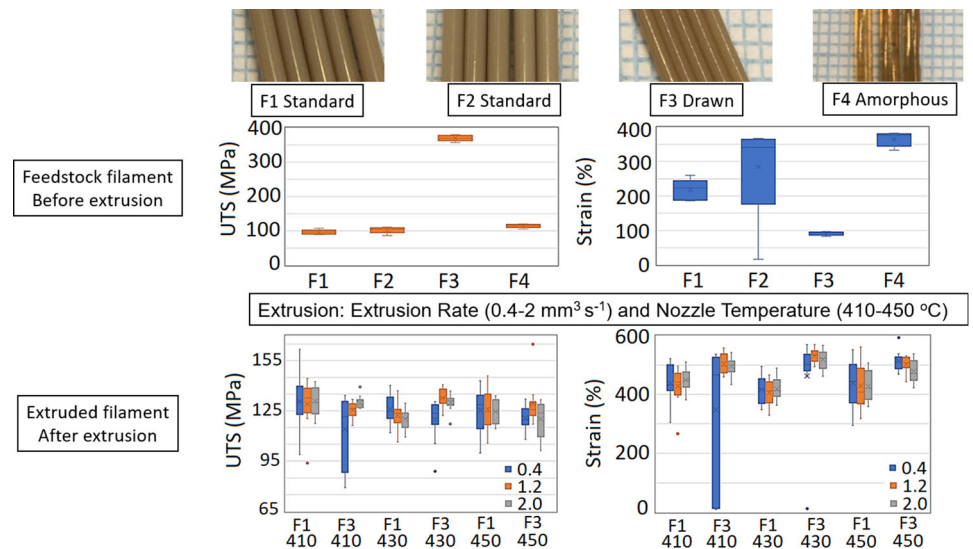 F1 Standard
F2 Standard
F3 Drawn
F4 Amorphous
Feedstock filament
Before extrusion
UTS (MPa)
400
300
200
100
0
F1 F2 F3 F4
Strain (%)
400
300
200
100
0
F1 F2 F3 F4
Extrusion: Extrusion Rate (0.4-2 mm³ s⁻¹) and Nozzle Temperature (410-450 ºC)
Extruded filament
After extrusion
UTS (MPa)
155
125
95
65
0.4
1.2
2.0
F1 F3 F1 F3 F1 F3
410 410 430 430 450 450
Strain (%)
600
400
200
0
0.4
1.2
2.0
F1 F3 F1 F3 F1 F3
410 410 430 430 450 450